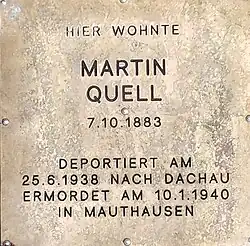 HIER WOHNTE
MARTIN
QUELL
7.10.1883
DEPORTIERT AM
25.6.1938 NACH DACHAU
ERMORDET AM 10.1.1940
IN MAUTHAUSEN